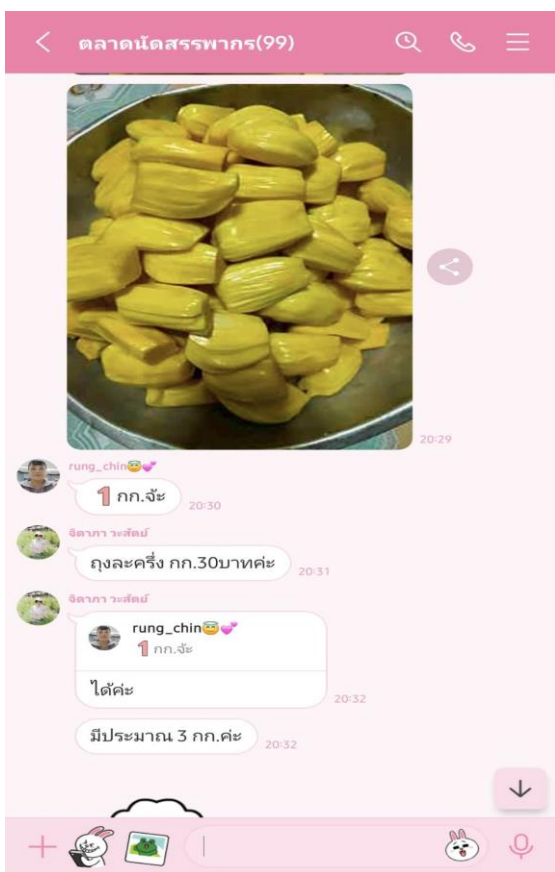 ตลาดนัดสรรพากร(99)
20:29
rung_chin😇💕
1 กก.จ้ะ
20:30
จิดาภา วะสัตย์
ถุงละครึ่ง กก.30บาทค่ะ
20:31
จิดาภา วะสัตย์
rung_chin😇💕
1 กก.จ้ะ
ได้ค่ะ
20:32
มีประมาณ 3 กก.ค่ะ
20:32